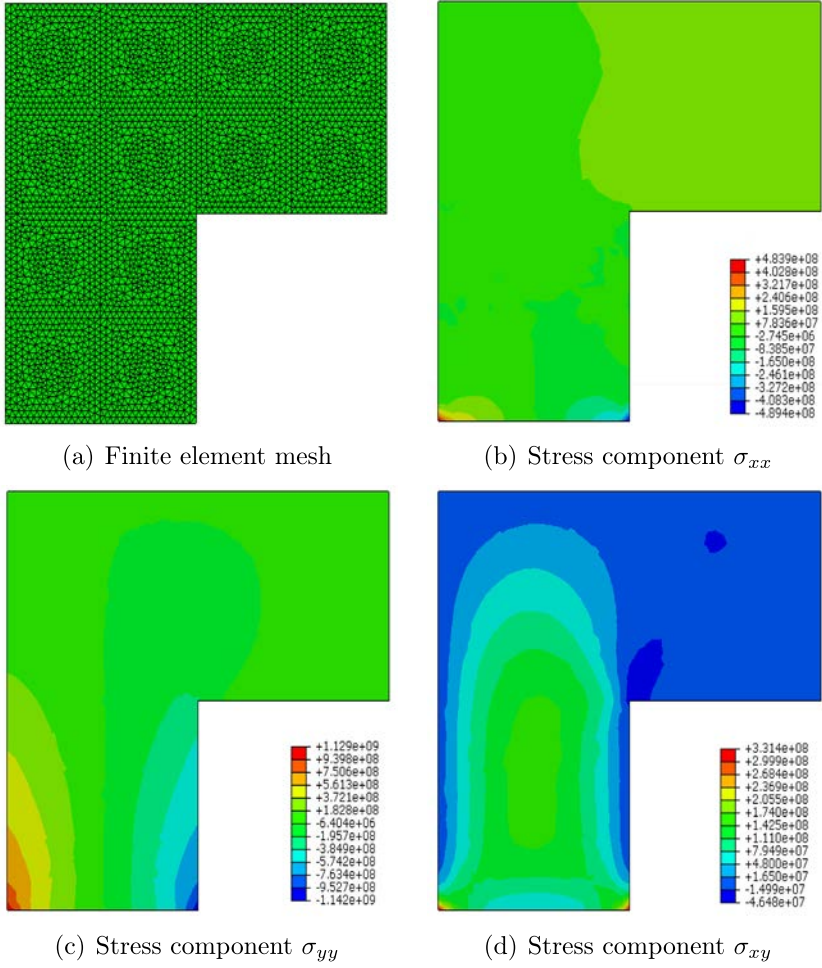 +4.839e+08
+4.028e+08
+3.217e+08
+2.406e+08
+1.595e+08
+7.836e+07
-2.745e+06
-8.385e+07
-1.650e+08
-2.461e+08
-3.272e+08
-4.083e+08
-4.894e+08
(a) Finite element mesh
(b) Stress component σxx
+1.129e+09
+9.398e+08
+7.506e+08
+5.613e+08
+3.721e+08
+1.828e+08
-6.404e+06
-1.957e+08
-3.849e+08
-5.742e+08
-7.634e+08
-9.527e+08
-1.142e+09
+3.314e+08
+2.999e+08
+2.684e+08
+2.369e+08
+2.055e+08
+1.740e+08
+1.425e+08
+1.110e+08
+7.949e+07
+4.800e+07
+1.650e+07
-1.499e+07
-4.648e+07
(c) Stress component σyy
(d) Stress component σxy